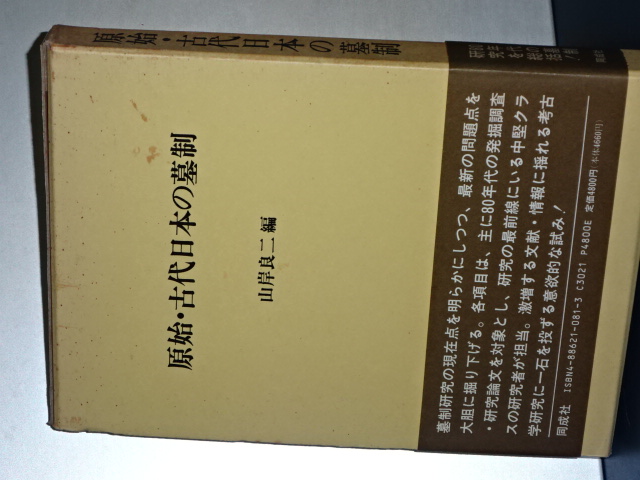 原始・古代日本の墓制
原始・古代日本の墓制
山岸良二編
墓制研究の現在点を明らかにしつつ、最新の問題点を
大胆に掘り下げる。各項目は、主に80年代の発掘調査
・研究論文を対象とし、研究の最前線にいる中堅クラ
スの研究者が担当。激増する文献・情報に揺れる考古
学研究に一石を投ずる意欲的な試み！
同成社 ISBN4-88621-081-3 C3021 P4800E 定価4800円(本体4660円)